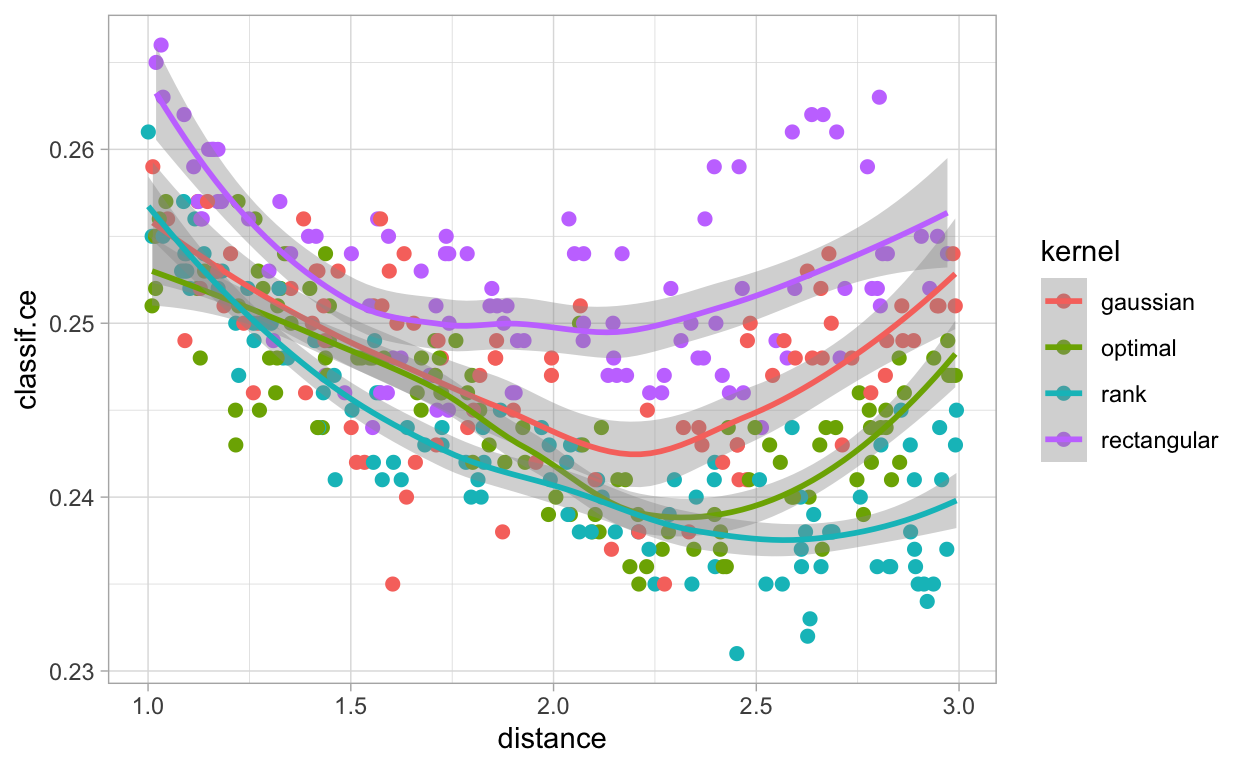 classif.ce
0.26
0.25
0.24
0.23
1.0 1.5 2.0 2.5 3.0
distance
kernel
gaussian
optimal
rank
rectangular